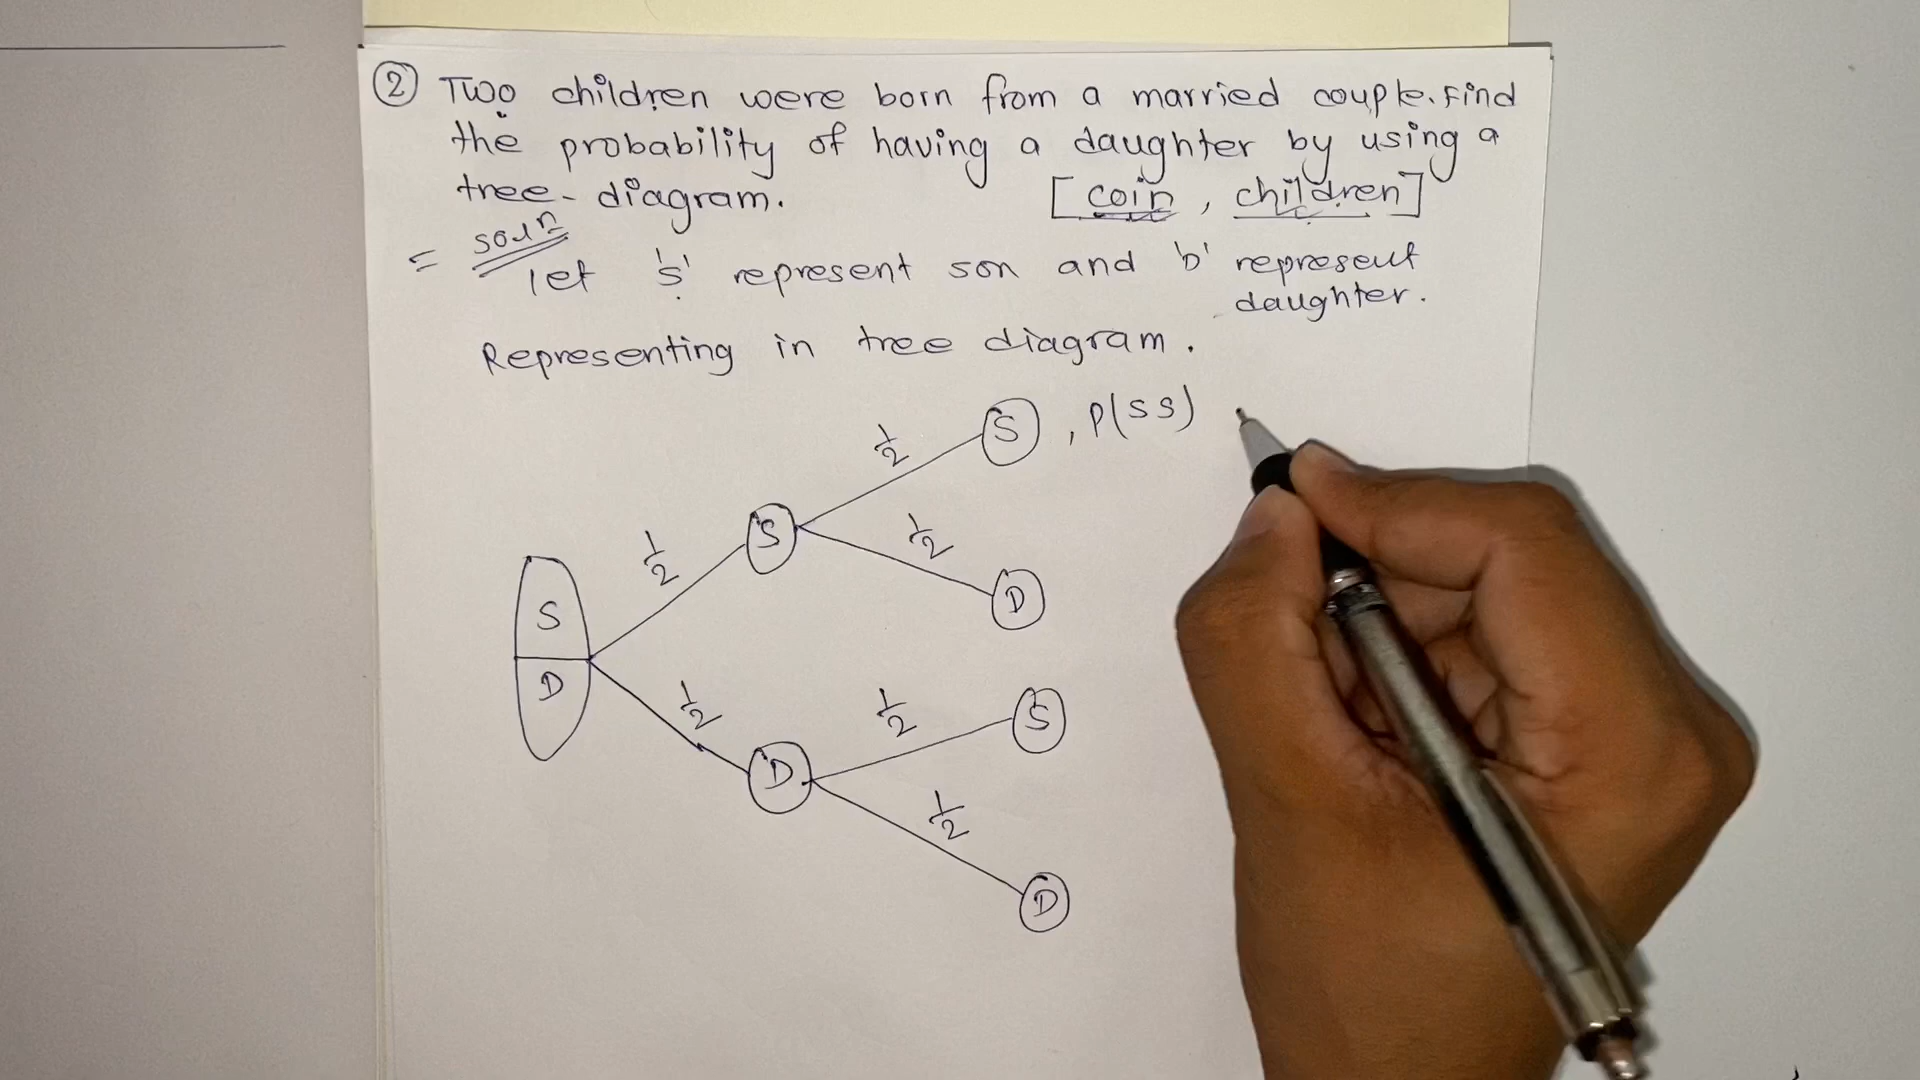 ② Two children were born from a married couple. Find
the probability of having a daughter by using a
tree-diagram. [coin, children]
= soln
let 's' represent son and 'D' represent
daughter.
Representing in tree diagram.
1/2 S, P(SS)
1/2 S 1/2 D
S
D
1/2 D 1/2 S
1/2 D